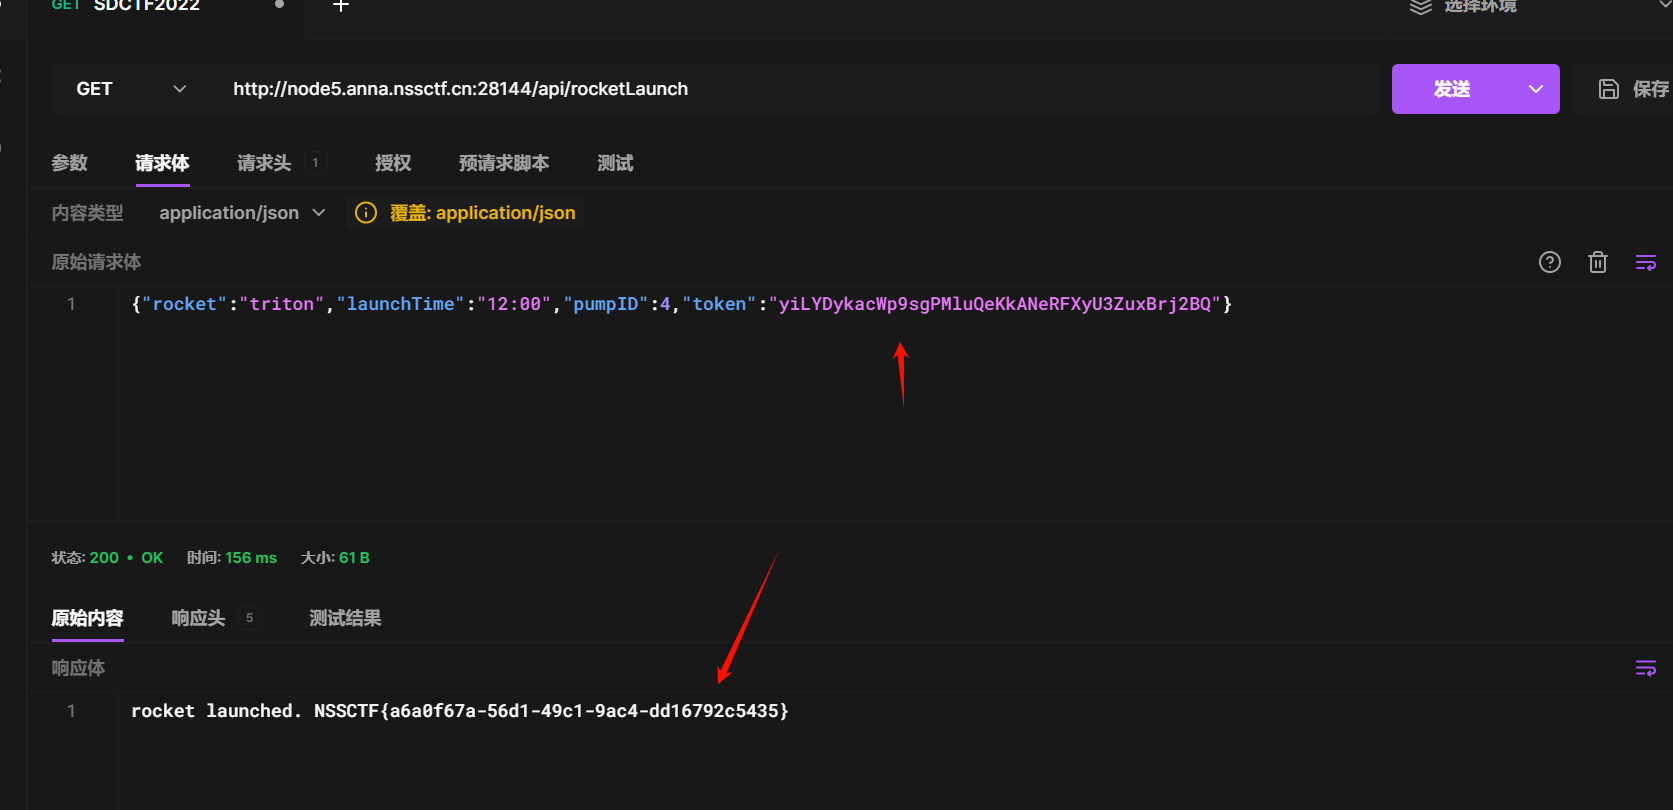 GET SDCTF2022
选择环境
GET http://node5.anna.nssctf.cn:28144/api/rocketLaunch 发送 保存
参数 请求体 请求头 1 授权 预请求脚本 测试
内容类型 application/json 覆盖: application/json
原始请求体
1 {"rocket":"triton","launchTime":"12:00","pumpID":4,"token":"yiLYDykacWp9sgPMluQeKkANeRFXyU3ZuxBrj2BQ"}
状态: 200 • OK 时间: 156 ms 大小: 61 B
原始内容 响应头 5 测试结果
响应体
1 rocket launched. NSSCTF{a6a0f67a-56d1-49c1-9ac4-dd16792c5435}